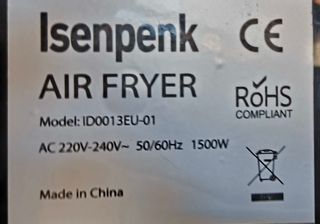 Isenpenk CE
AIR FRYER
RoHS
COMPLIANT
Model: ID0013EU-01
AC 220V-240V~ 50/60Hz 1500W
Made in China